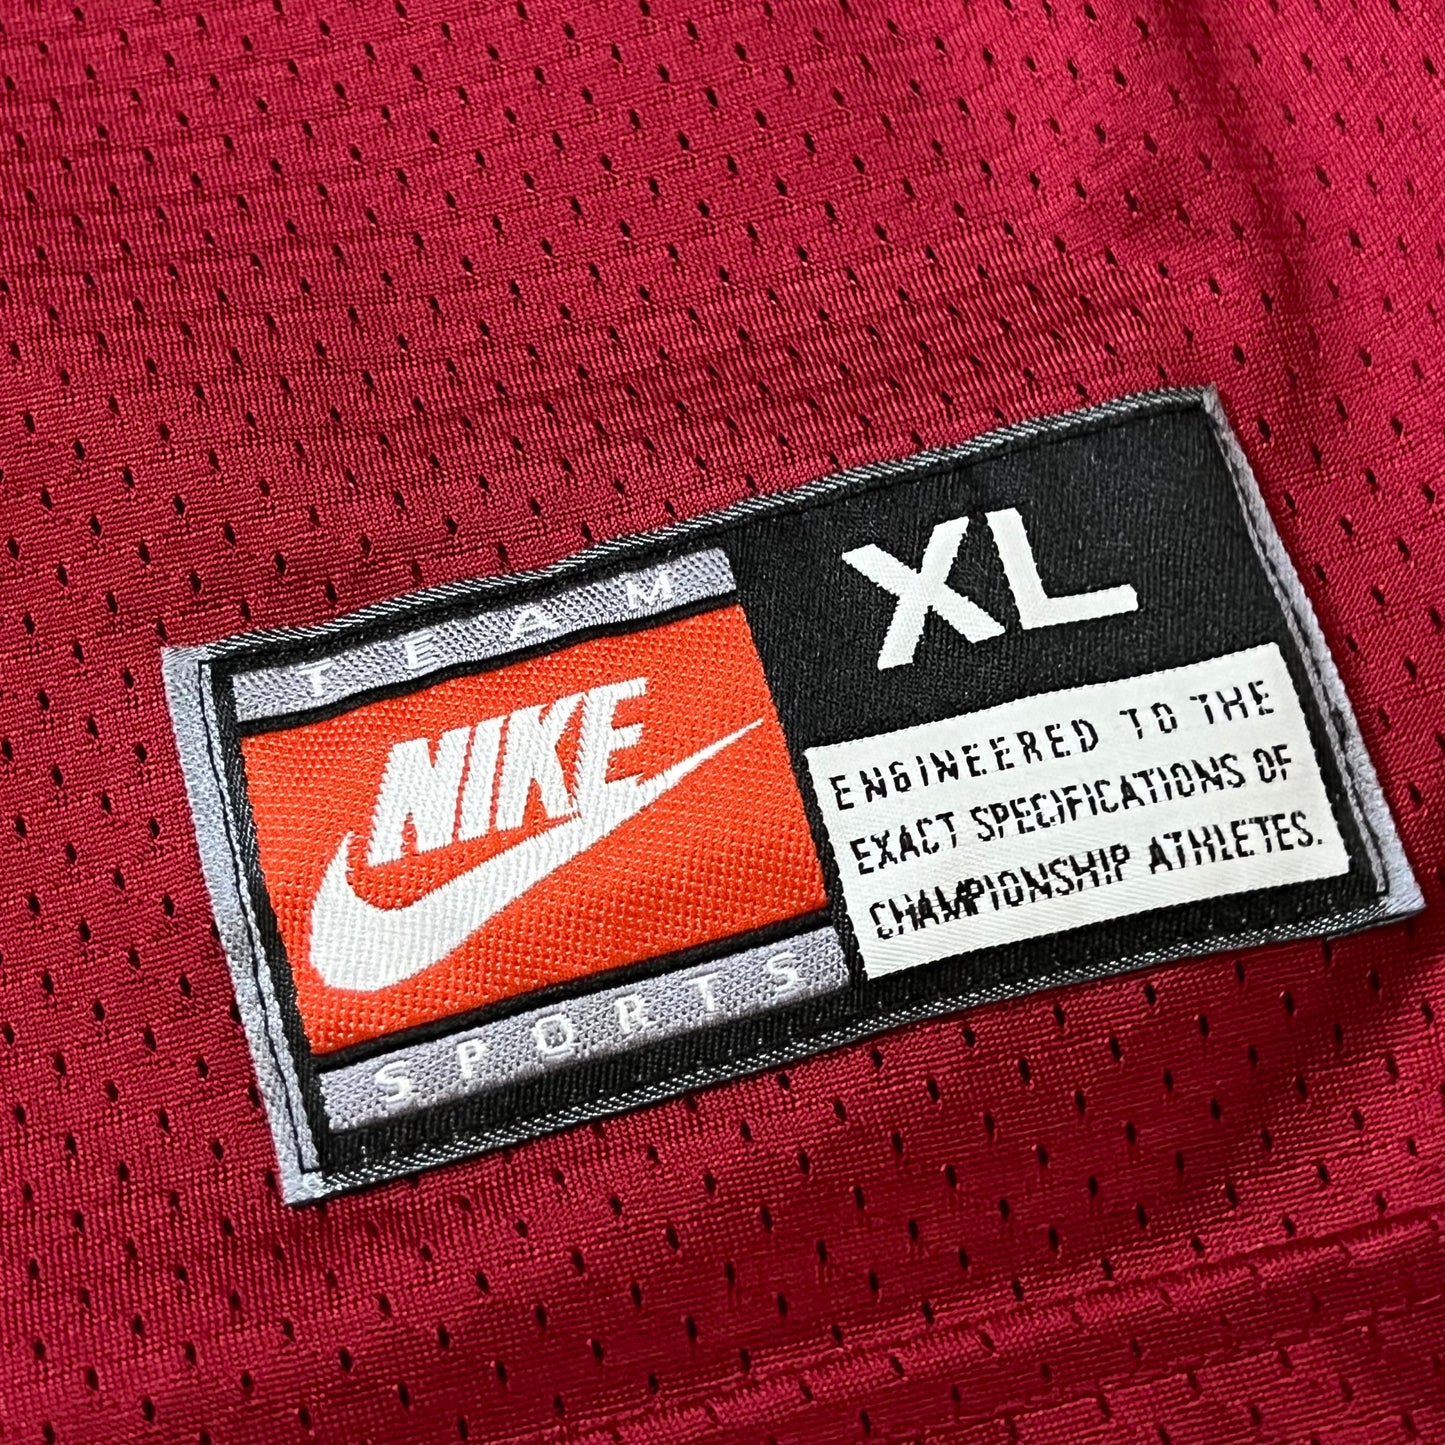 TEAM
NIKE
SPORTS
XL
ENGINEERED TO THE
EXACT SPECIFICATIONS OF
CHAMPIONSHIP ATHLETES.